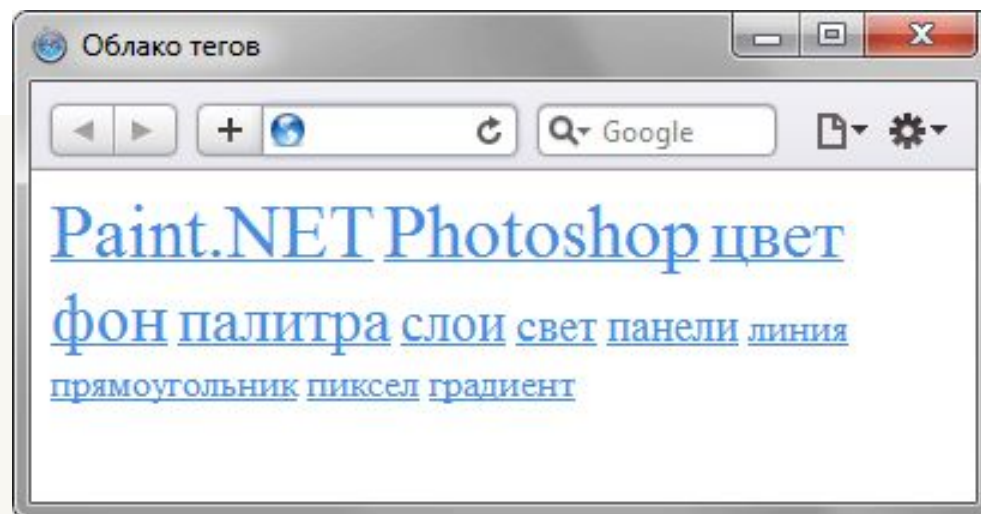 Облако тегов
Google
Paint.NET Photoshop цвет
фон палитра слои свет панели линия
прямоугольник пиксел градиент